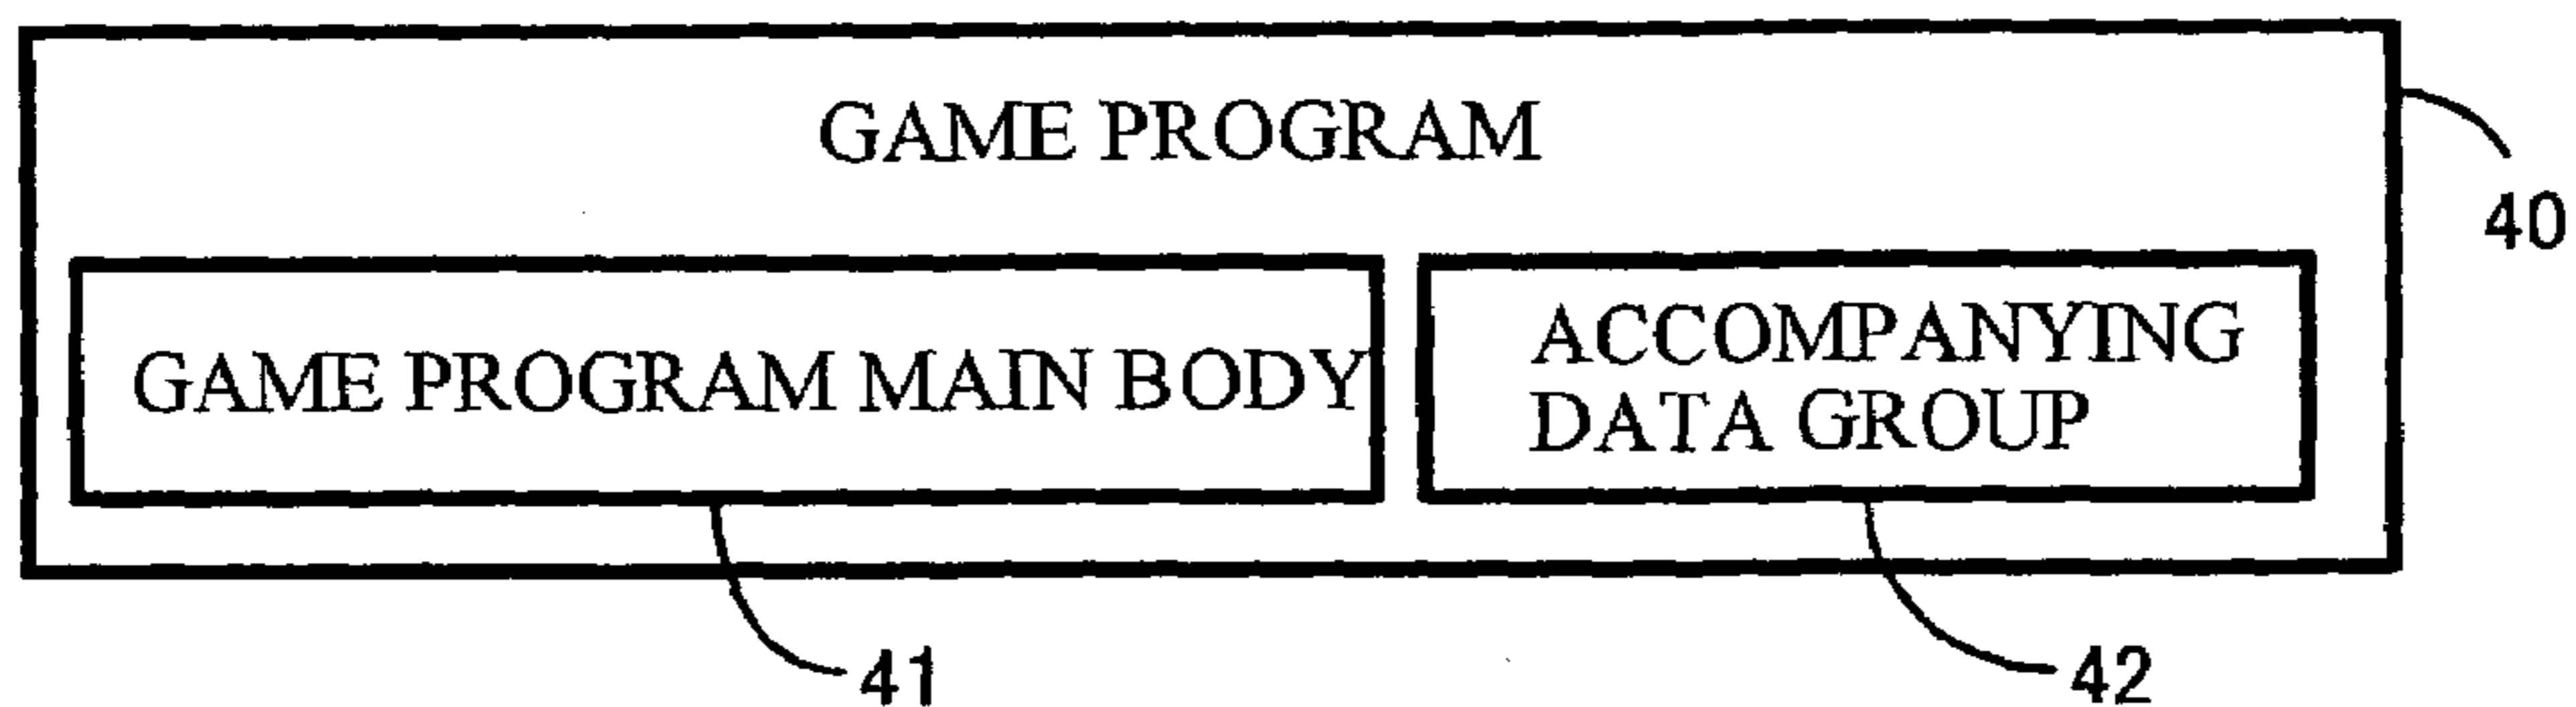 GAME PROGRAM
40
GAME PROGRAM MAIN BODY
ACCOMPANYING
DATA GROUP
41
42